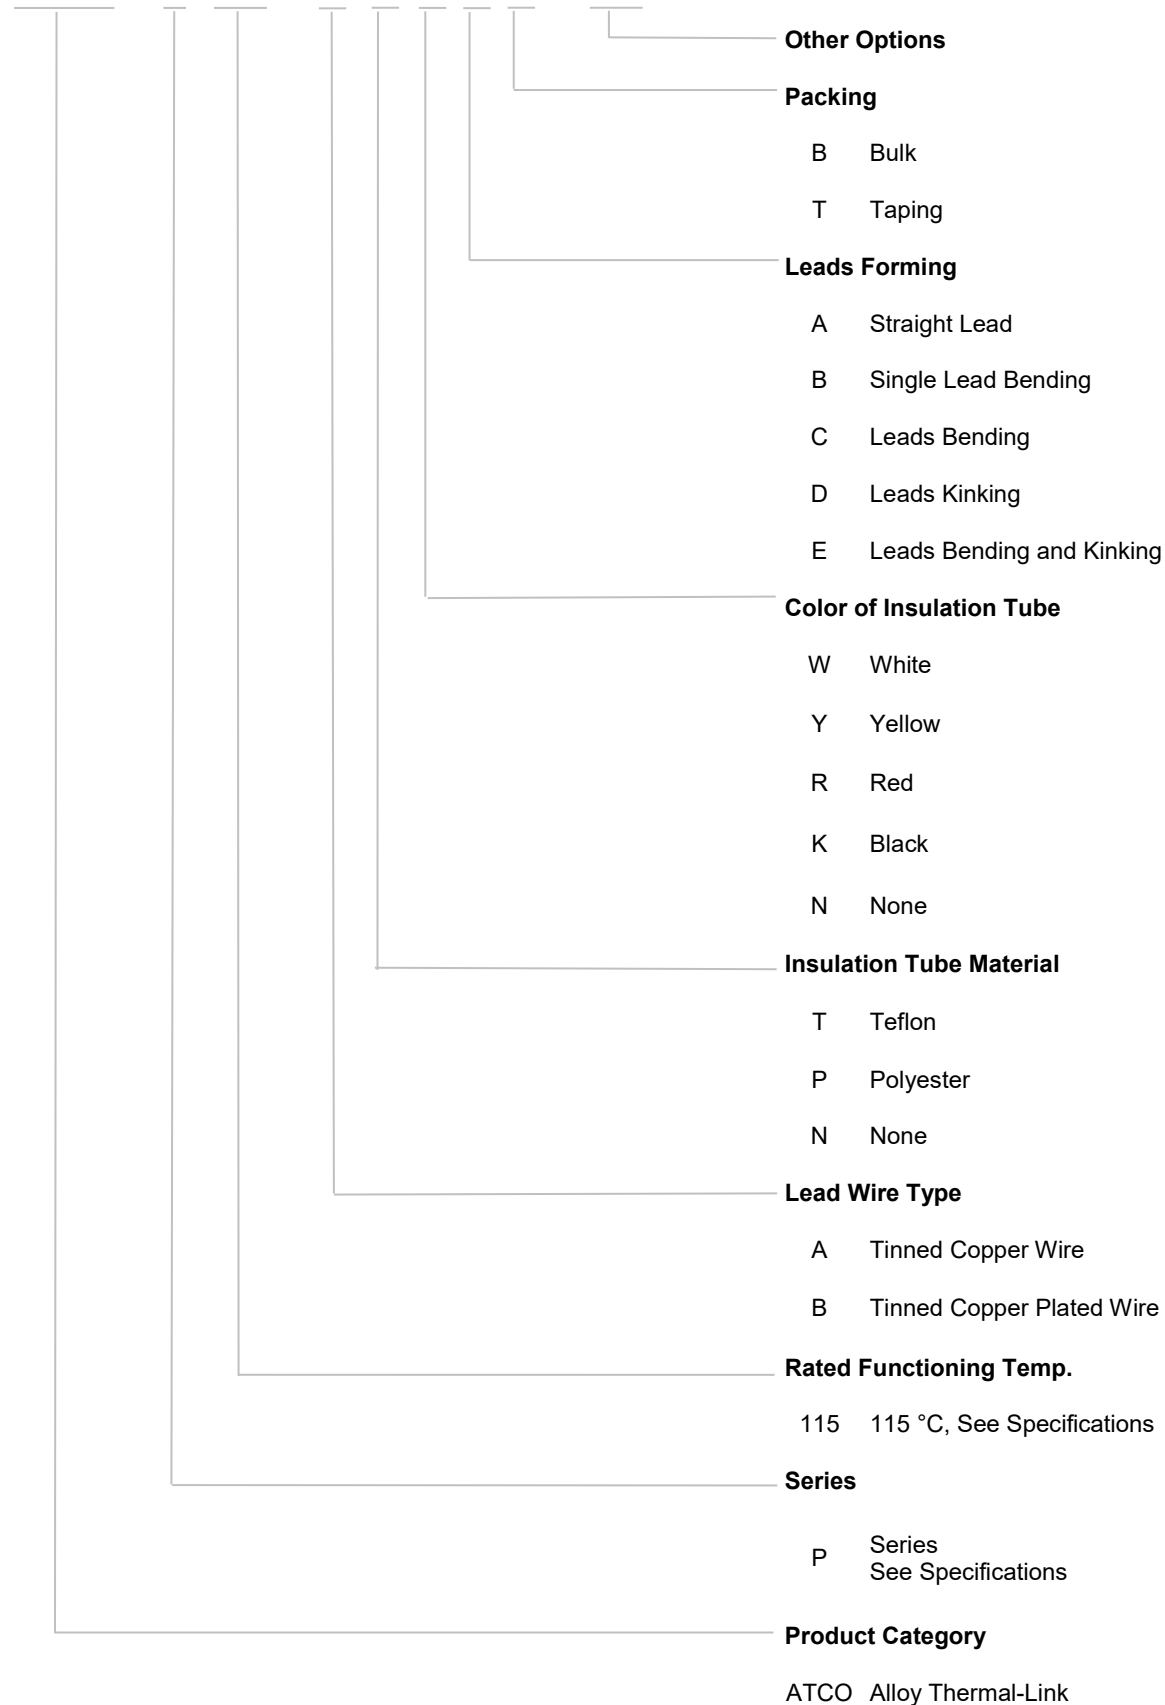 Other Options
Packing
B Bulk
T Taping
Leads Forming
A Straight Lead
B Single Lead Bending
C Leads Bending
D Leads Kinking
E Leads Bending and Kinking
Color of Insulation Tube
W White
Y Yellow
R Red
K Black
N None
Insulation Tube Material
T Teflon
P Polyester
N None
Lead Wire Type
A Tinned Copper Wire
B Tinned Copper Plated Wire
Rated Functioning Temp.
115 115 °C, See Specifications
Series
P Series
See Specifications
Product Category
ATCO Alloy Thermal-Link